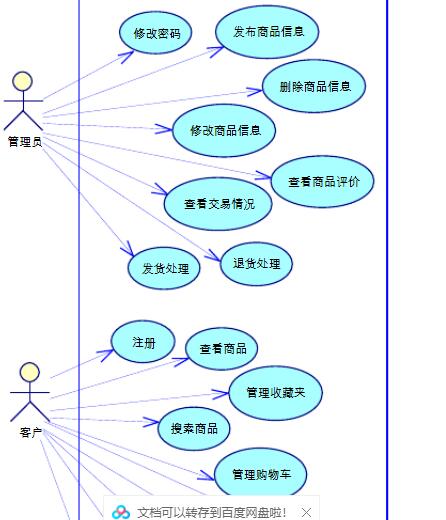 修改密码
发布商品信息
删除商品信息
修改商品信息
管理员
查看商品评价
查看交易情况
发货处理
退货处理
注册
查看商品
管理收藏夹
搜索商品
客户
管理购物车
文档可以转存到百度网盘啦!